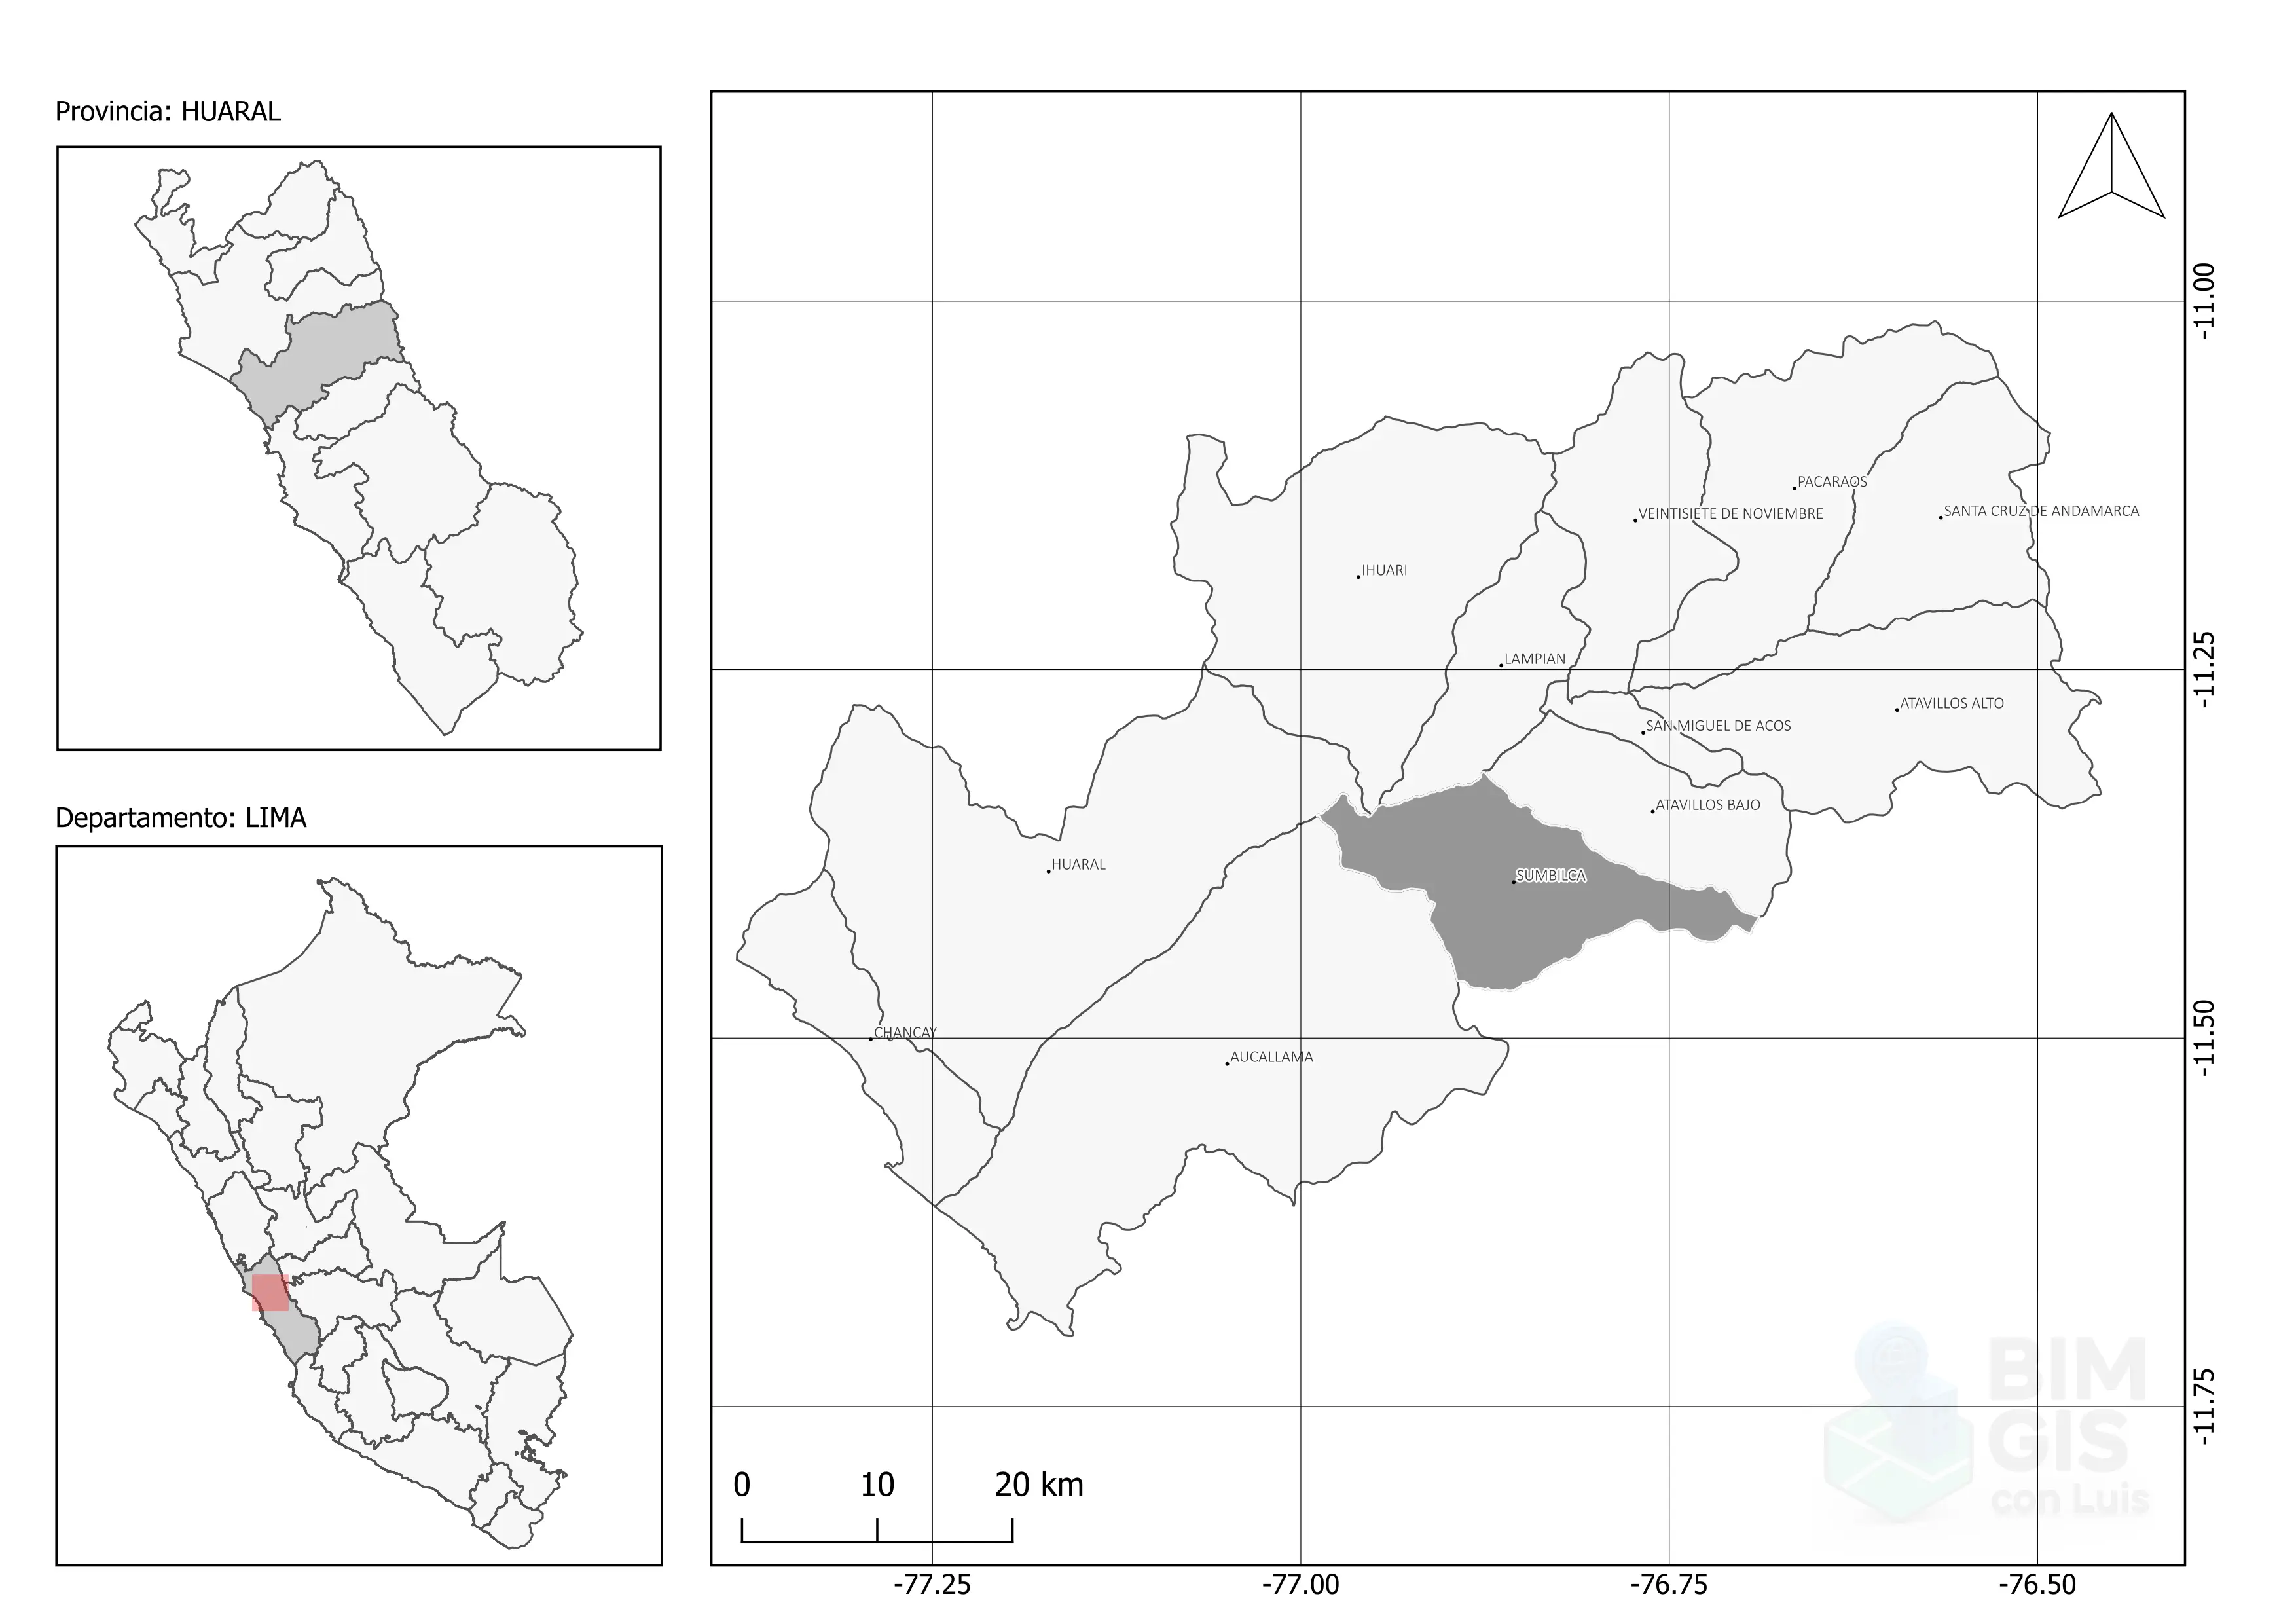 Provincia: HUARAL
Departamento: LIMA
PACARAOS
SANTA CRUZ DE ANDAMARCA
VEINTISIETE DE NOVIEMBRE
IHUARI
LAMPIAN
ATAVILLOS ALTO
SAN MIGUEL DE ACOS
ATAVILLOS BAJO
HUARAL
SUMBILCA
CHANCAY
AUCALLAMA
-11.00
-11.25
-11.50
-11.75
BIM
GIS
con Luis
0 10 20 km
-77.25 -77.00 -76.75 -76.50